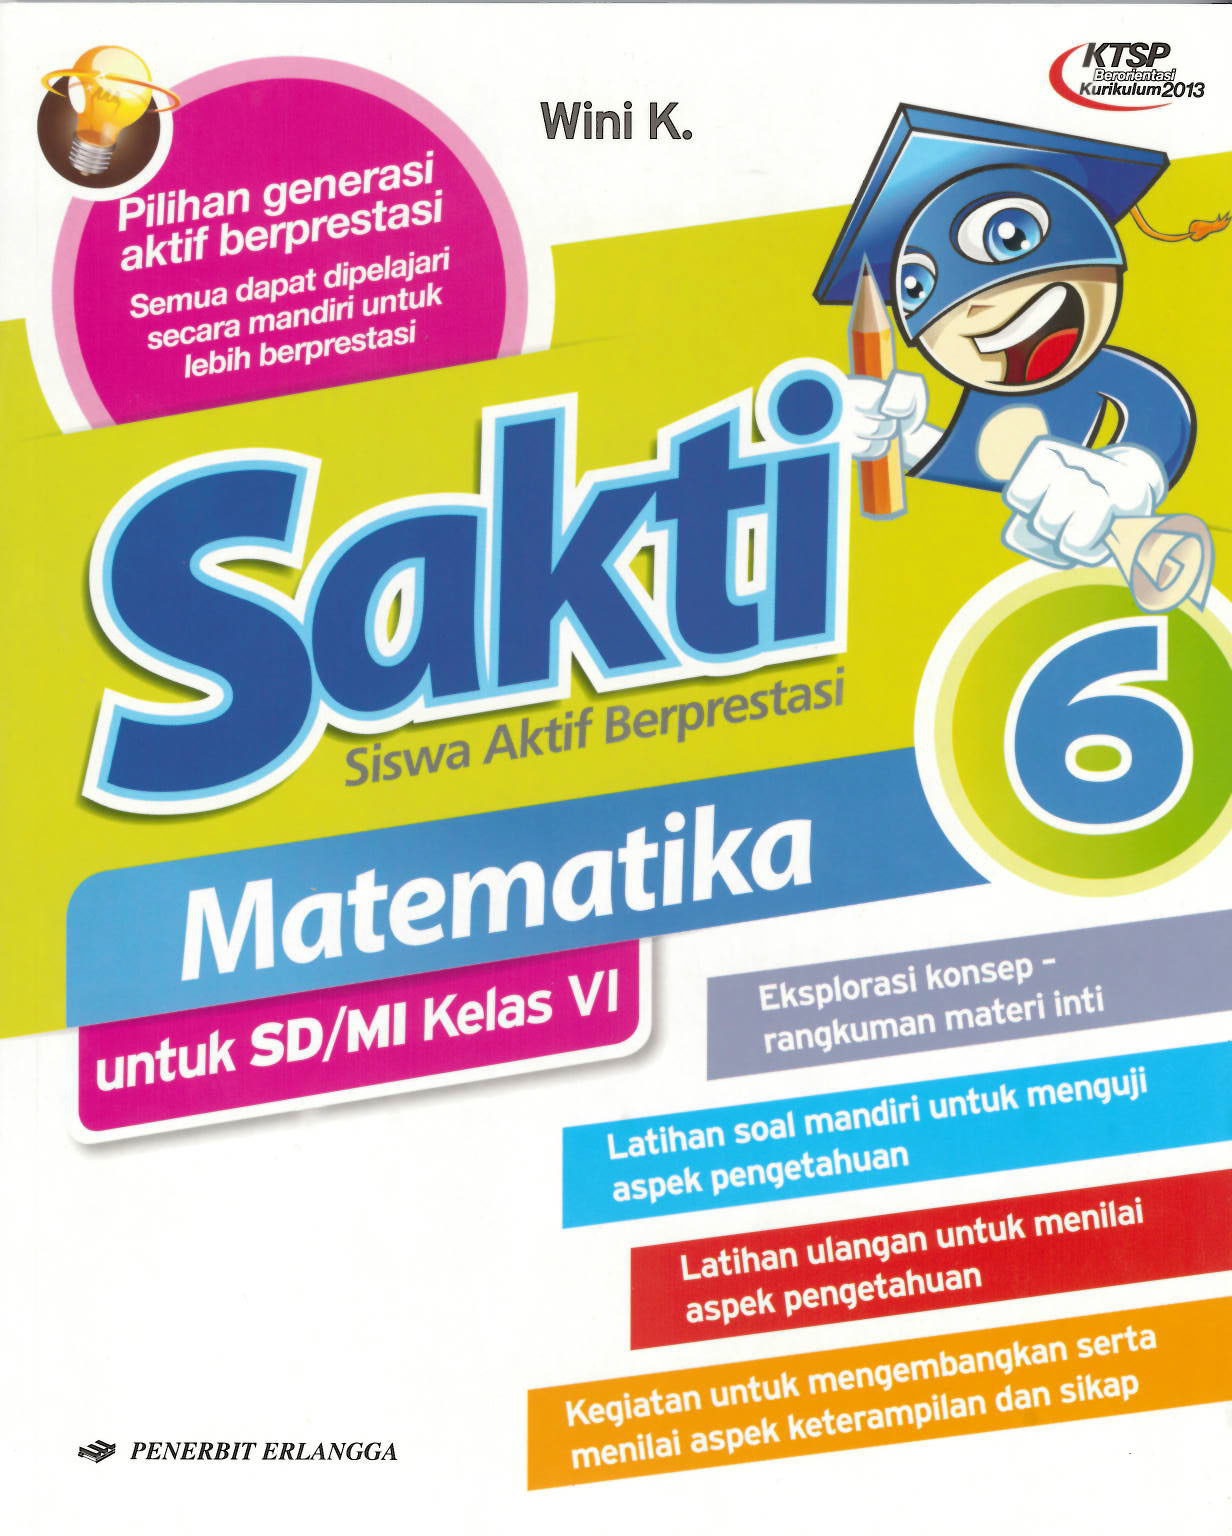 KTSP
Berorientasi
Kurikulum2013
Wini K.
Pilihan generasi
aktif berprestasi
Semua dapat dipelajari
secara mandiri untuk
lebih berprestasi
Sakti
Siswa Aktif Berprestasi
6
Matematika
untuk SD/MI Kelas VI
Eksplorasi konsep –
rangkuman materi inti
Latihan soal mandiri untuk menguji
aspek pengetahuan
Latihan ulangan untuk menilai
aspek pengetahuan
Kegiatan untuk mengembangkan serta
menilai aspek keterampilan dan sikap
PENERBIT ERLANGGA